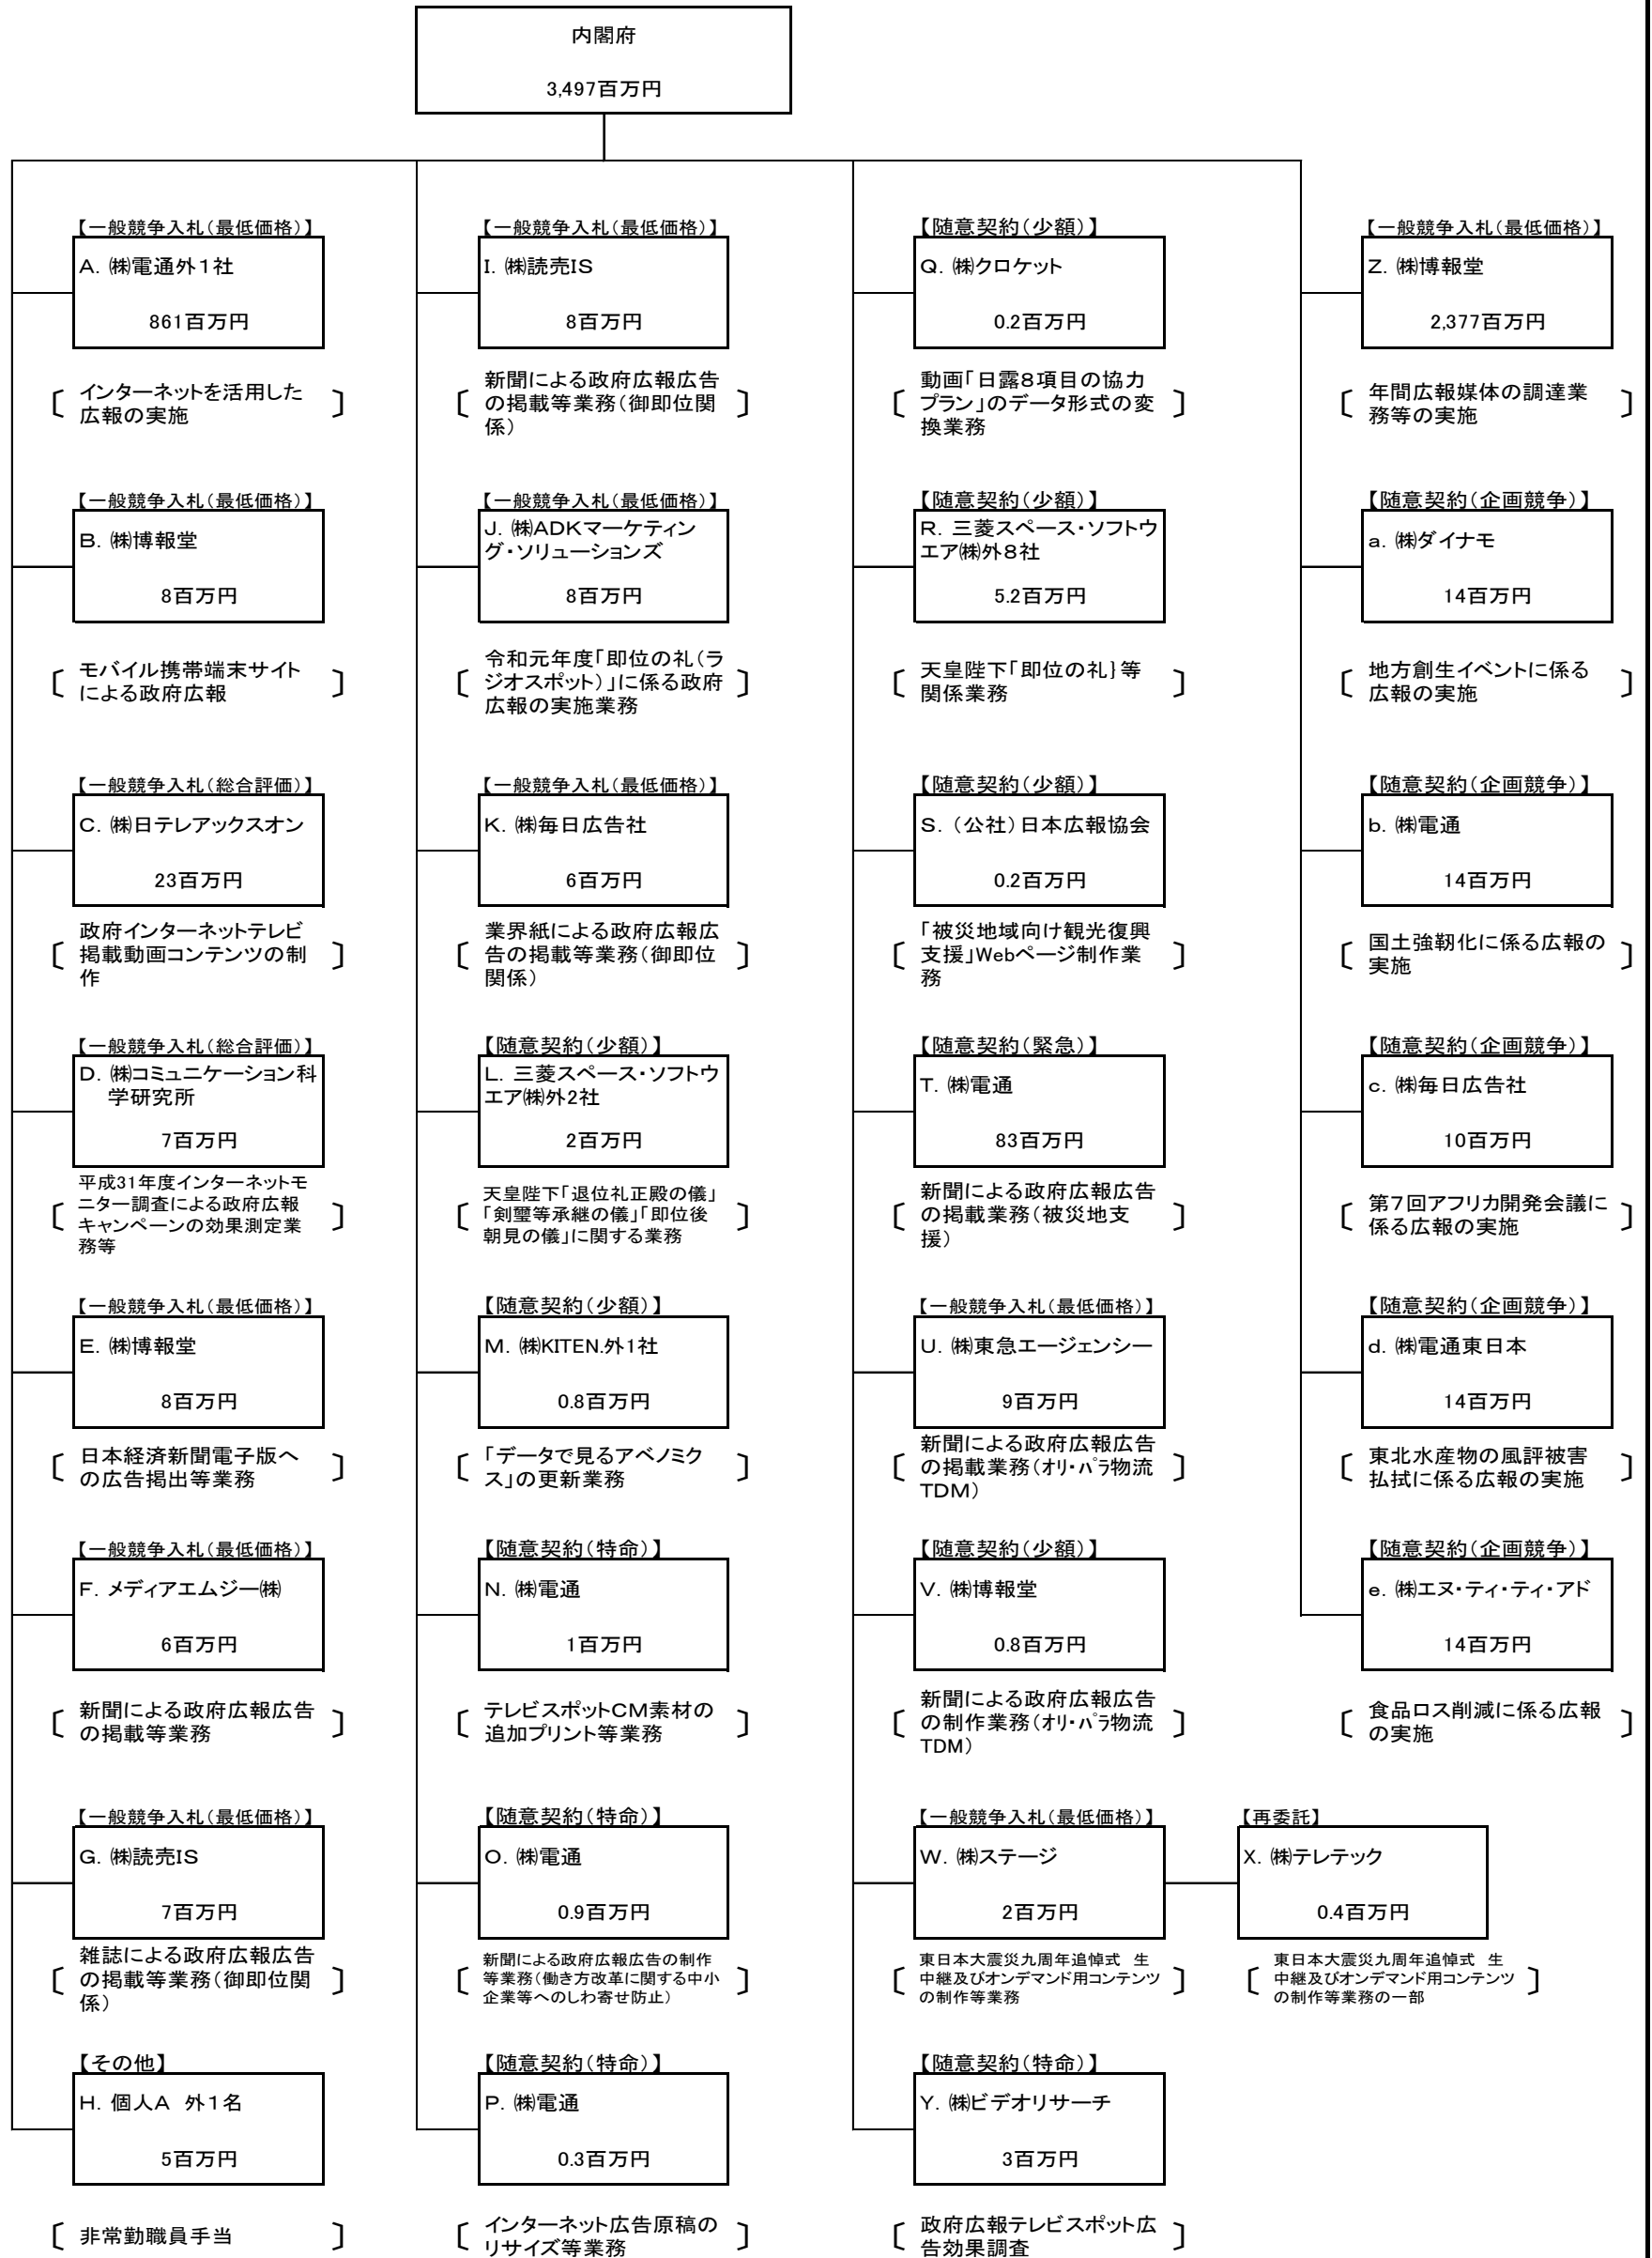 内閣府
3,497百万円
【一般競争入札(最低価格)】
A. ㈱電通外1社
861百万円
インターネットを活用した
広報の実施
【一般競争入札(最低価格)】
B. ㈱博報堂
8百万円
モバイル携帯端末サイト
による政府広報
【一般競争入札(総合評価)】
C. ㈱日テレアックスオン
23百万円
政府インターネットテレビ
掲載動画コンテンツの制
作
【一般競争入札(総合評価)】
D. ㈱コミュニケーション科
学研究所
7百万円
平成31年度インターネットモ
ニター調査による政府広報
キャンペーンの効果測定業
務等
【一般競争入札(最低価格)】
E. ㈱博報堂
8百万円
日本経済新聞電子版へ
の広告掲出等業務
【一般競争入札(最低価格)】
F. メディアエムジー㈱
6百万円
新聞による政府広報広告
の掲載等業務
【一般競争入札(最低価格)】
G. ㈱読売IS
7百万円
雑誌による政府広報広告
の掲載等業務(御即位関
係)
【その他】
H. 個人A 外1名
5百万円
非常勤職員手当
【一般競争入札(最低価格)】
I. ㈱読売IS
8百万円
新聞による政府広報広告
の掲載等業務(御即位関
係)
【一般競争入札(最低価格)】
J. ㈱ADKマーケティン
グ・ソリューションズ
8百万円
令和元年度「即位の礼(ラ
ジオスポット)」に係る政府
広報の実施業務
【一般競争入札(最低価格)】
K. ㈱毎日広告社
6百万円
業界紙による政府広報広
告の掲載等業務(御即位
関係)
【随意契約(少額)】
L. 三菱スペース・ソフトウ
エア㈱外2社
2百万円
天皇陛下「退位礼正殿の儀」
「剣璽等承継の儀」「即位後
朝見の儀」に関する業務
【随意契約(少額)】
M. ㈱KITEN.外1社
0.8百万円
「データで見るアベノミク
ス」の更新業務
【随意契約(特命)】
N. ㈱電通
1百万円
テレビスポットCM素材の
追加プリント等業務
【随意契約(特命)】
O. ㈱電通
0.9百万円
新聞による政府広報広告の制作
等業務(働き方改革に関する中小
企業等へのしわ寄せ防止)
【随意契約(特命)】
P. ㈱電通
0.3百万円
インターネット広告原稿の
リサイズ等業務
【随意契約(少額)】
Q. ㈱クロケット
0.2百万円
動画「日露8項目の協力
プラン」のデータ形式の変
換業務
【随意契約(少額)】
R. 三菱スペース・ソフトウ
エア㈱外8社
5.2百万円
天皇陛下「即位の礼}等
関係業務
【随意契約(少額)】
S. (公社)日本広報協会
0.2百万円
「被災地域向け観光復興
支援」Webページ制作業
務
【随意契約(緊急)】
T. ㈱電通
83百万円
新聞による政府広報広告
の掲載業務(被災地支
援)
【一般競争入札(最低価格)】
U. ㈱東急エージェンシー
9百万円
新聞による政府広報広告
の掲載業務(ｵﾘ・ﾊﾟﾗ物流
TDM)
【随意契約(少額)】
V. ㈱博報堂
0.8百万円
新聞による政府広報広告
の制作業務(ｵﾘ・ﾊﾟﾗ物流
TDM)
【一般競争入札(最低価格)】
W. ㈱ステージ
2百万円
東日本大震災九周年追悼式 生
中継及びオンデマンド用コンテンツ
の制作等業務
【再委託】
X. ㈱テレテック
0.4百万円
東日本大震災九周年追悼式 生
中継及びオンデマンド用コンテンツ
の制作等業務の一部
【随意契約(特命)】
Y. ㈱ビデオリサーチ
3百万円
政府広報テレビスポット広
告効果調査
【一般競争入札(最低価格)】
Z. ㈱博報堂
2,377百万円
年間広報媒体の調達業
務等の実施
【随意契約(企画競争)】
a. ㈱ダイナモ
14百万円
地方創生イベントに係る
広報の実施
【随意契約(企画競争)】
b. ㈱電通
14百万円
国土強靭化に係る広報の
実施
【随意契約(企画競争)】
c. ㈱毎日広告社
10百万円
第7回アフリカ開発会議に
係る広報の実施
【随意契約(企画競争)】
d. ㈱電通東日本
14百万円
東北水産物の風評被害
払拭に係る広報の実施
【随意契約(企画競争)】
e. ㈱エヌ・ティ・ティ・アド
14百万円
食品ロス削減に係る広報
の実施